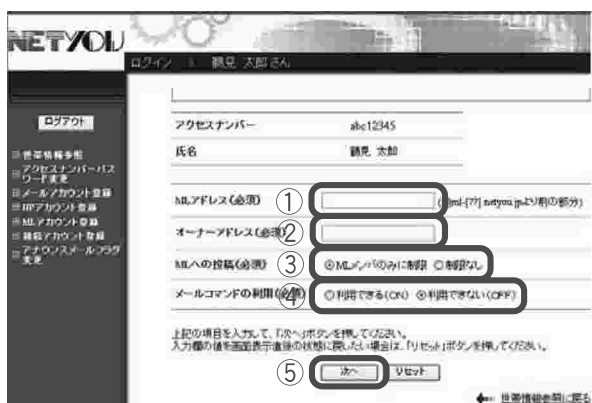 NETYOU
ログイン : 鶴見 太郎さん
ログアウト
世帯情報参照
アクセスナンバーパスワード変更
メールアカウント登録
HPアカウント登録
MLアカウント登録
接続アカウント登録
アナウンスメールフラグ変更
アクセスナンバー abc12345
氏名 鶴見 太郎
MLアドレス(必須) ① (@ml-[??].netyou.jpより前の部分)
オーナーアドレス(必須) ②
MLへの投稿(必須) ③ MLメンバのみに制限 制限なし
メールコマンドの利用(必須) ④ 利用できる(ON) 利用できない(OFF)
上記の項目を入力して、「次へ」ボタンを押してください。
入力欄の値を画面表示直後の状態に戻したい場合は、「リセット」ボタンを押してください。
⑤ 次へ リセット
世帯情報参照に戻る